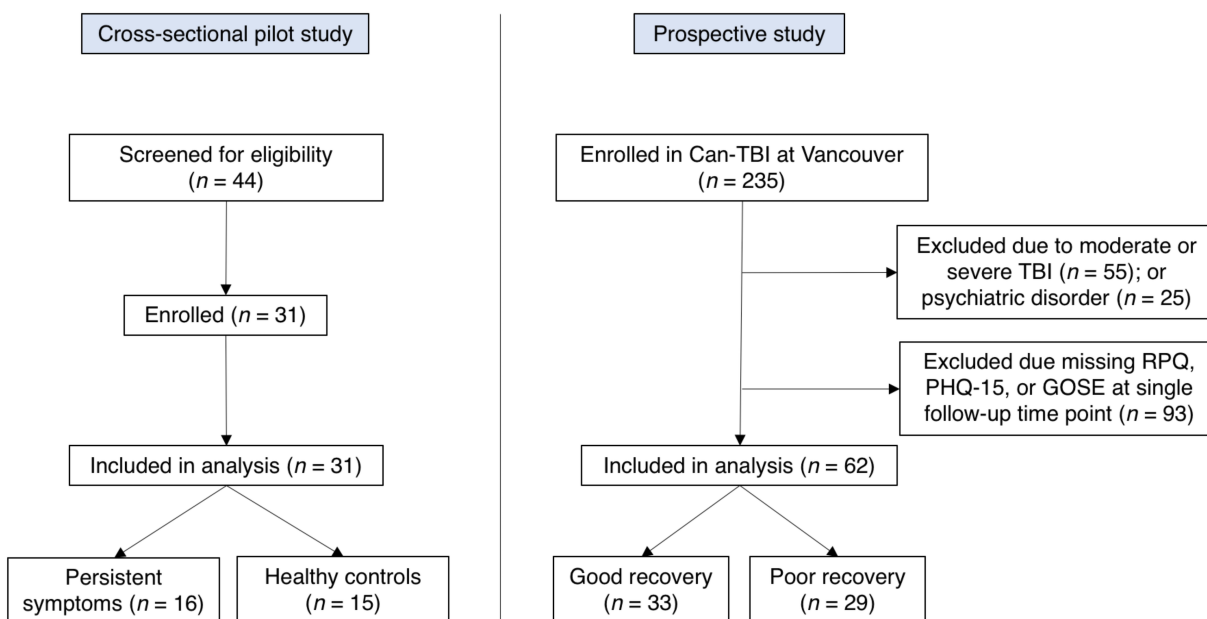 Cross-sectional pilot study
Screened for eligibility
(n = 44)
Enrolled (n = 31)
Included in analysis (n = 31)
Persistent
symptoms (n = 16)
Healthy controls
(n = 15)
Prospective study
Enrolled in Can-TBI at Vancouver
(n = 235)
Excluded due to moderate or
severe TBI (n = 55); or
psychiatric disorder (n = 25)
Excluded due missing RPQ,
PHQ-15, or GOSE at single
follow-up time point (n = 93)
Included in analysis (n = 62)
Good recovery
(n = 33)
Poor recovery
(n = 29)